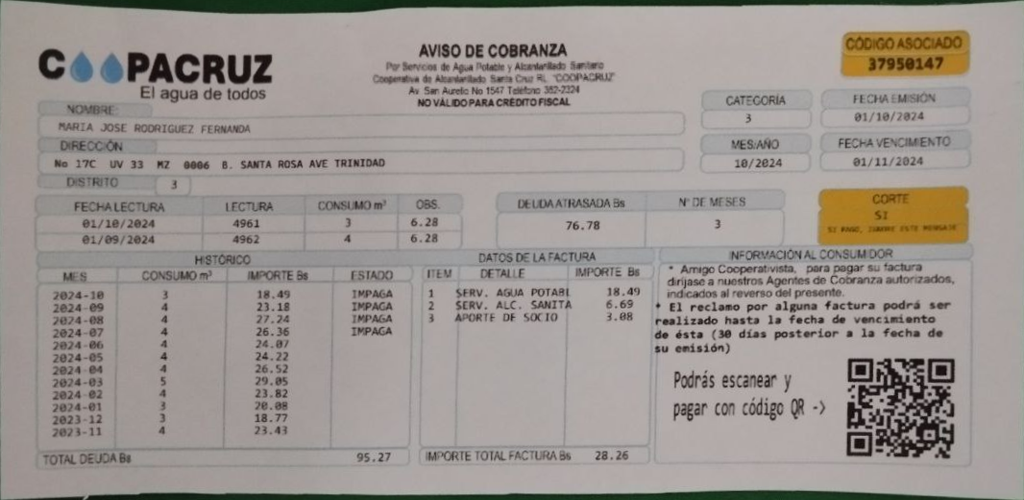 COOPACRUZ
El agua de todos
AVISO DE COBRANZA
Por Servicios de Agua Potable y Alcantarillado Sanitario
Cooperativa de Alcantarillado Santa Cruz RL. "COOPACRUZ"
Av. San Aurelio No 1547 Teléfono 352-2324
NO VÁLIDO PARA CRÉDITO FISCAL
CÓDIGO ASOCIADO
37950147
NOMBRE:
MARIA JOSE RODRIGUEZ FERNANDA
DIRECCIÓN
No 17C UV 33 MZ 0006 B. SANTA ROSA AVE TRINIDAD
DISTRITO 3
CATEGORÍA
3
FECHA EMISIÓN
01/10/2024
MES/AÑO
10/2024
FECHA VENCIMIENTO
01/11/2024
FECHA LECTURA LECTURA CONSUMO m³ OBS.
01/10/2024 4961 3 6.28
01/09/2024 4962 4 6.28
DEUDA ATRASADA Bs Nº DE MESES
76.78 3
CORTE
SI
SI PAGO, IGNORE ESTE MENSAJE
HISTÓRICO
MES CONSUMO m³ IMPORTE Bs ESTADO
2024-10 3 18.49 IMPAGA
2024-09 4 23.18 IMPAGA
2024-08 4 27.24 IMPAGA
2024-07 4 26.36 IMPAGA
2024-06 4 24.07
2024-05 4 24.22
2024-04 4 26.52
2024-03 5 29.05
2024-02 4 23.82
2024-01 3 20.08
2023-12 3 18.77
2023-11 4 23.43
TOTAL DEUDA Bs 95.27
DATOS DE LA FACTURA
ITEM DETALLE IMPORTE Bs
1 SERV. AGUA POTABL 18.49
2 SERV. ALC. SANITA 6.69
3 APORTE DE SOCIO 3.08
IMPORTE TOTAL FACTURA Bs 28.26
INFORMACIÓN AL CONSUMIDOR
* Amigo Cooperativista, para pagar su factura
diríjase a nuestros Agentes de Cobranza autorizados,
indicados al reverso del presente.
* El reclamo por alguna factura podrá ser
realizado hasta la fecha de vencimiento
de ésta (30 días posterior a la fecha de
su emisión)
Podrás escanear y
pagar con código QR ->